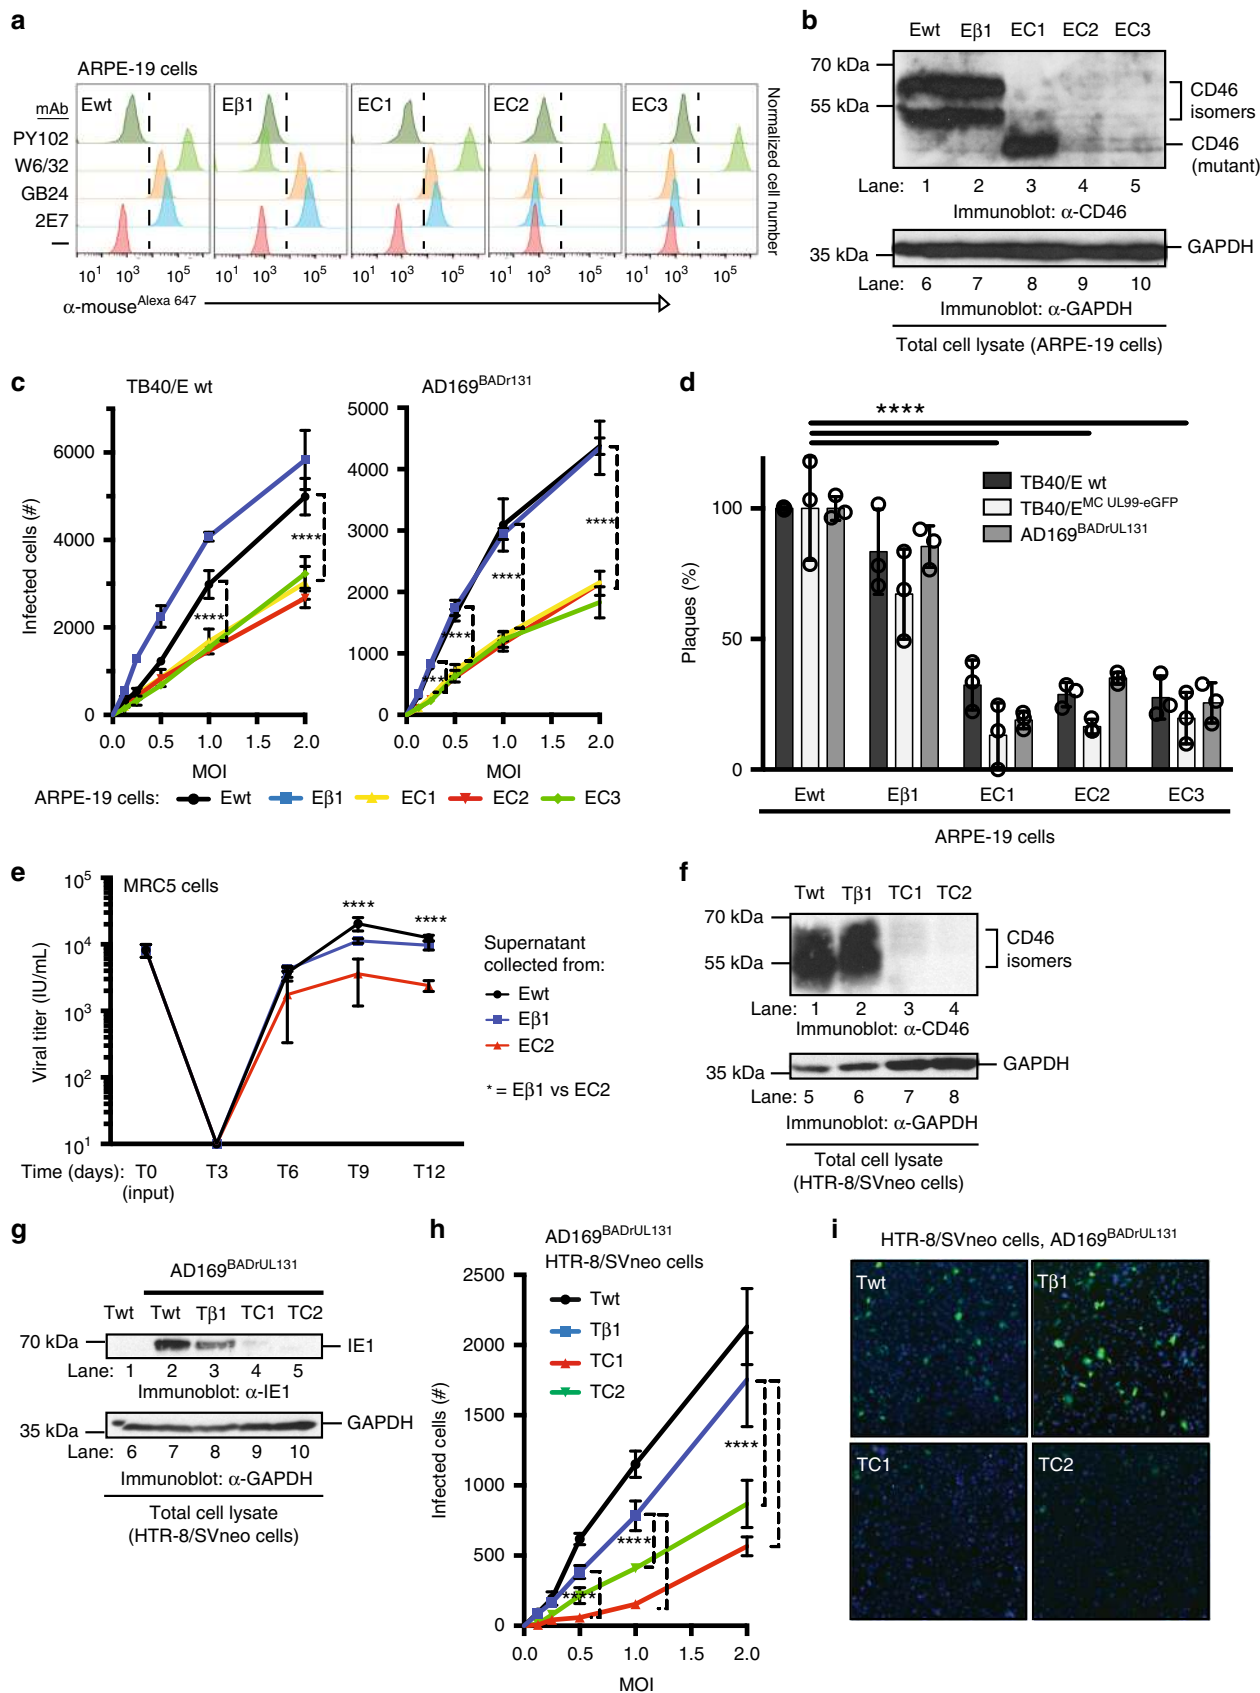 a
ARPE-19 cells
mAb
PY102
W6/32
GB24
2E7
—
Ewt
Eβ1
EC1
EC2
EC3
Normalized cell number
10¹ 10³ 10⁵ 10¹ 10³ 10⁵ 10¹ 10³ 10⁵ 10¹ 10³ 10⁵ 10¹ 10³ 10⁵
α-mouse^Alexa 647
b
Ewt Eβ1 EC1 EC2 EC3
70 kDa
55 kDa
CD46 isomers
CD46 (mutant)
Lane: 1 2 3 4 5
Immunoblot: α-CD46
35 kDa
GAPDH
Lane: 6 7 8 9 10
Immunoblot: α-GAPDH
Total cell lysate (ARPE-19 cells)
c
TB40/E wt
Infected cells (#)
6000
4000
2000
0
0.0 0.5 1.0 1.5 2.0
MOI
****
****
AD169^BADr131
5000
4000
3000
2000
1000
0
0.0 0.5 1.0 1.5 2.0
MOI
****
****
****
***
ARPE-19 cells: Ewt Eβ1 EC1 EC2 EC3
d
****
TB40/E wt
TB40/E^MC UL99-eGFP
AD169^BADrUL131
Plaques (%)
100
50
0
Ewt Eβ1 EC1 EC2 EC3
ARPE-19 cells
e
MRC5 cells
Viral titer (IU/mL)
10⁵
10⁴
10³
10²
10¹
**** ****
Time (days): T0 T3 T6 T9 T12
(input)
Supernatant
collected from:
Ewt
Eβ1
EC2
* = Eβ1 vs EC2
f
Twt Tβ1 TC1 TC2
70 kDa
55 kDa
CD46
isomers
Lane: 1 2 3 4
Immunoblot: α-CD46
35 kDa
GAPDH
Lane: 5 6 7 8
Immunoblot: α-GAPDH
Total cell lysate
(HTR-8/SVneo cells)
g
AD169^BADrUL131
Twt Twt Tβ1 TC1 TC2
70 kDa
IE1
Lane: 1 2 3 4 5
Immunoblot: α-IE1
35 kDa
GAPDH
Lane: 6 7 8 9 10
Immunoblot: α-GAPDH
Total cell lysate
(HTR-8/SVneo cells)
h
AD169^BADrUL131
HTR-8/SVneo cells
Infected cells (#)
2500
2000
1500
1000
500
0
Twt
Tβ1
TC1
TC2
****
****
****
0.0 0.5 1.0 1.5 2.0
MOI
i
HTR-8/SVneo cells, AD169^BADrUL131
Twt
Tβ1
TC1
TC2